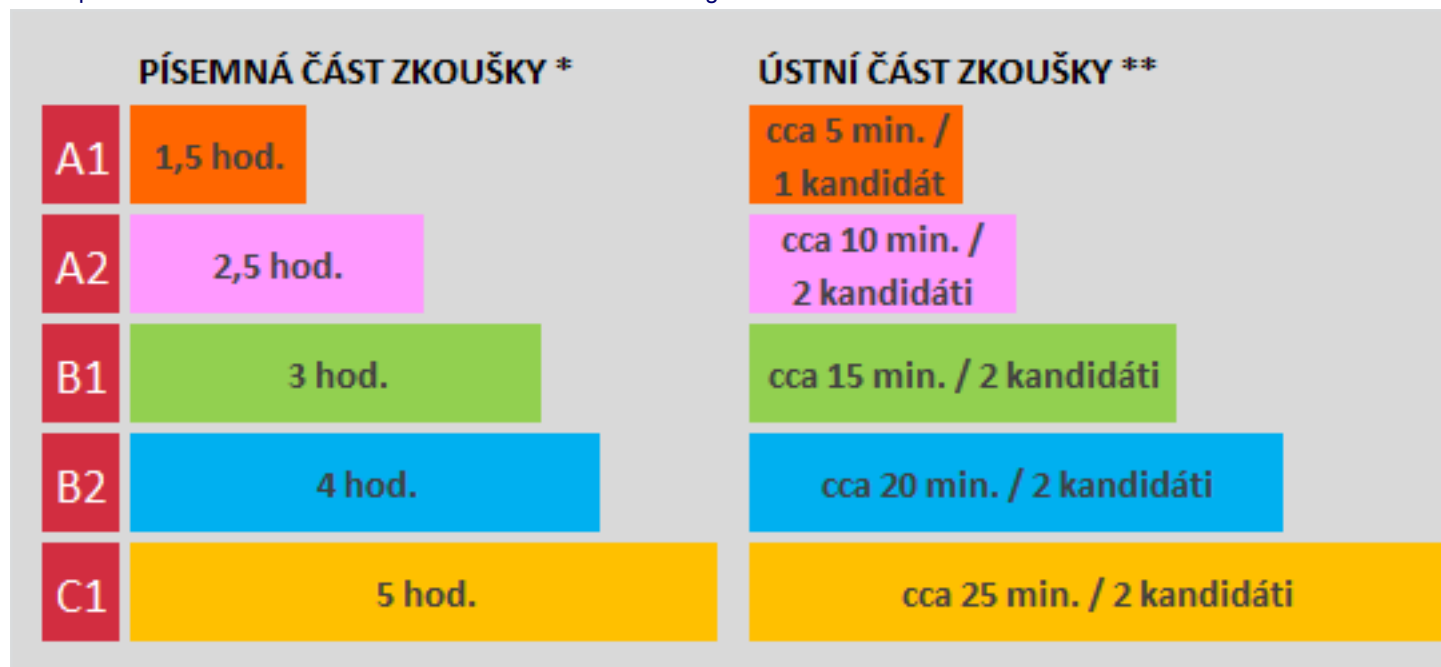 PÍSEMNÁ ČÁST ZKOUŠKY *
ÚSTNÍ ČÁST ZKOUŠKY **
A1
1,5 hod.
cca 5 min. /
1 kandidát
A2
2,5 hod.
cca 10 min. /
2 kandidáti
B1
3 hod.
cca 15 min. / 2 kandidáti
B2
4 hod.
cca 20 min. / 2 kandidáti
C1
5 hod.
cca 25 min. / 2 kandidáti